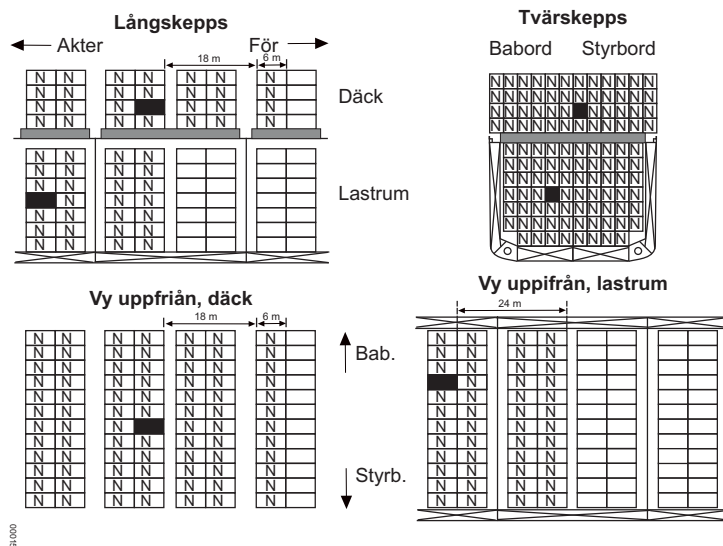 Långskepps
Akter
För
18 m
6 m
N N N N N N N
N N N N N N N
N N N N N N
N N N N N N N
Däck
N N N N
N N N N
N N N N
N N N
N N N N
N N N N
N N N N
Lastrum
Tvärskepps
Babord
Styrbord
N N N N N N N N N N N N
N N N N N N N N N N N N
N N N N N N N N N N N
N N N N N N N N N N N N
N N N N N N N N N N
N N N N N N N N N N
N N N N N N N N N N
N N N N N N N N N
N N N N N N N N N N
N N N N N N N N N N
N N N N N N N N
Vy uppfriån, däck
18 m
6 m
N N N N N N N
N N N N N N N
N N N N N N N
N N N N N N N
N N N N N N N
N N N N N N N
N N N N N N
N N N N N N N
N N N N N N N
N N N N N N N
N N N N N N N
N N N N N N N
Bab.
Styrb.
Vy uppifrån, lastrum
24 m
N N N N
N N N N
N N N N
N N N
N N N N
N N N N
N N N N
N N N N
N N N N
N N N N
N N N N
N N N N